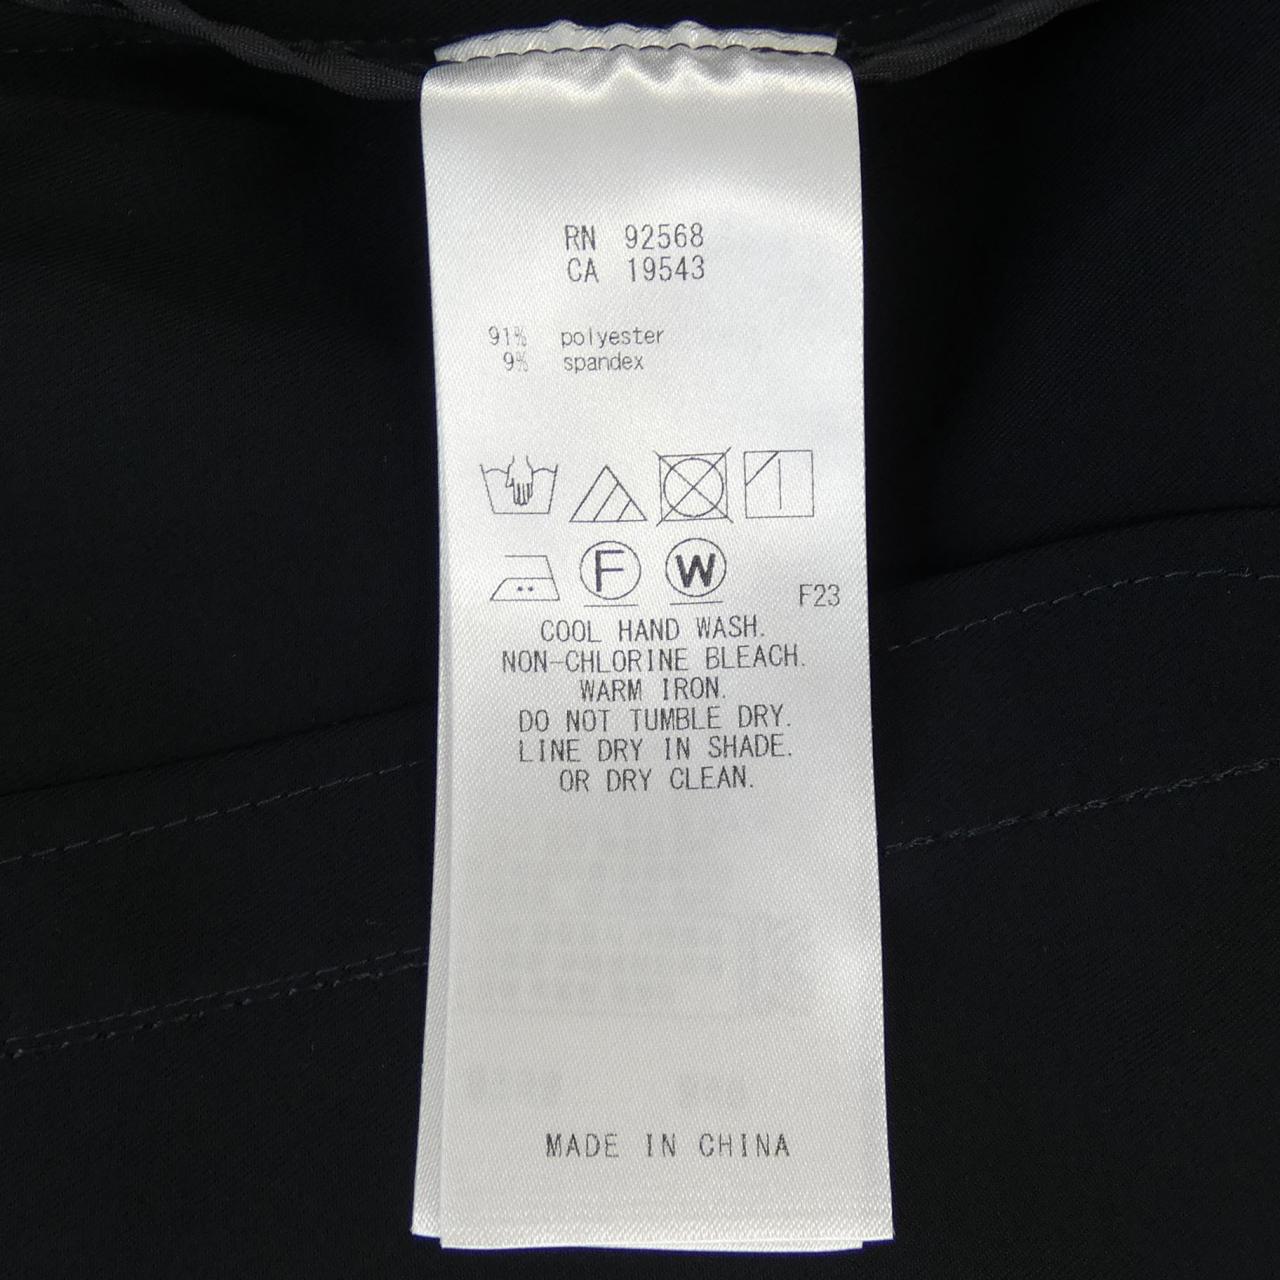 RN 92568
CA 19543
91% polyester
9% spandex
F W
F23
COOL HAND WASH.
NON-CHLORINE BLEACH.
WARM IRON.
DO NOT TUMBLE DRY.
LINE DRY IN SHADE.
OR DRY CLEAN.
MADE IN CHINA